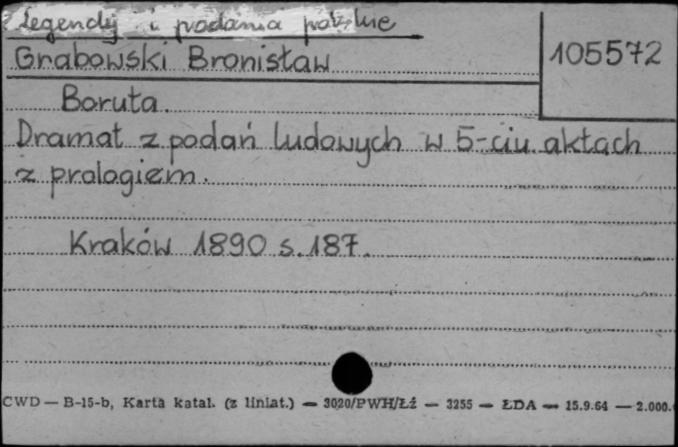 Legendy i podania polskie
Grabowski Bronisław
105572
Boruta.
Dramat z podań ludowych w 5-ciu aktach
z prologiem.
Kraków 1890 s. 187.
CWD — B-15-b, Karta katal. (z liniat.) — 3020/PWH/Łź — 3255 — ŁDA — 15.9.64 — 2.000.